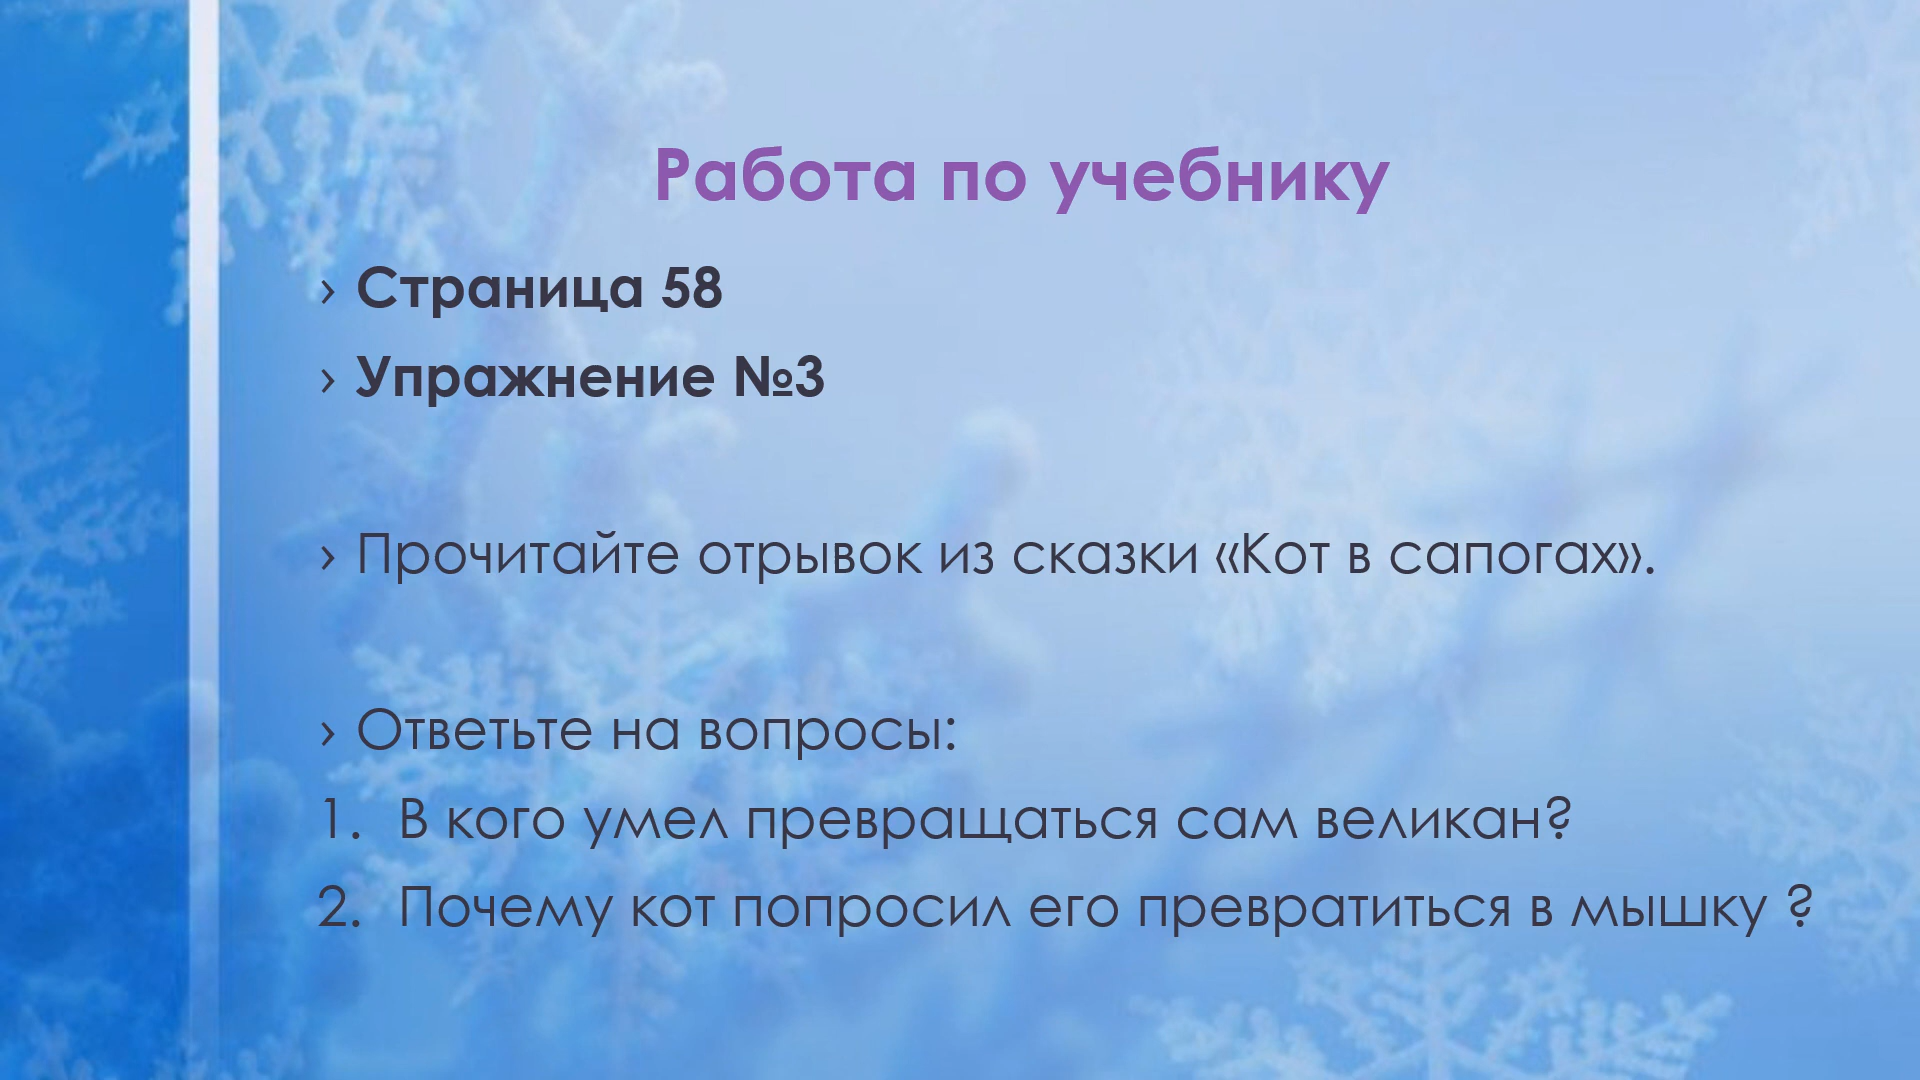 Работа по учебнику
› Страница 58
› Упражнение №3
› Прочитайте отрывок из сказки «Кот в сапогах».
› Ответьте на вопросы:
1. В кого умел превращаться сам великан?
2. Почему кот попросил его превратиться в мышку ?